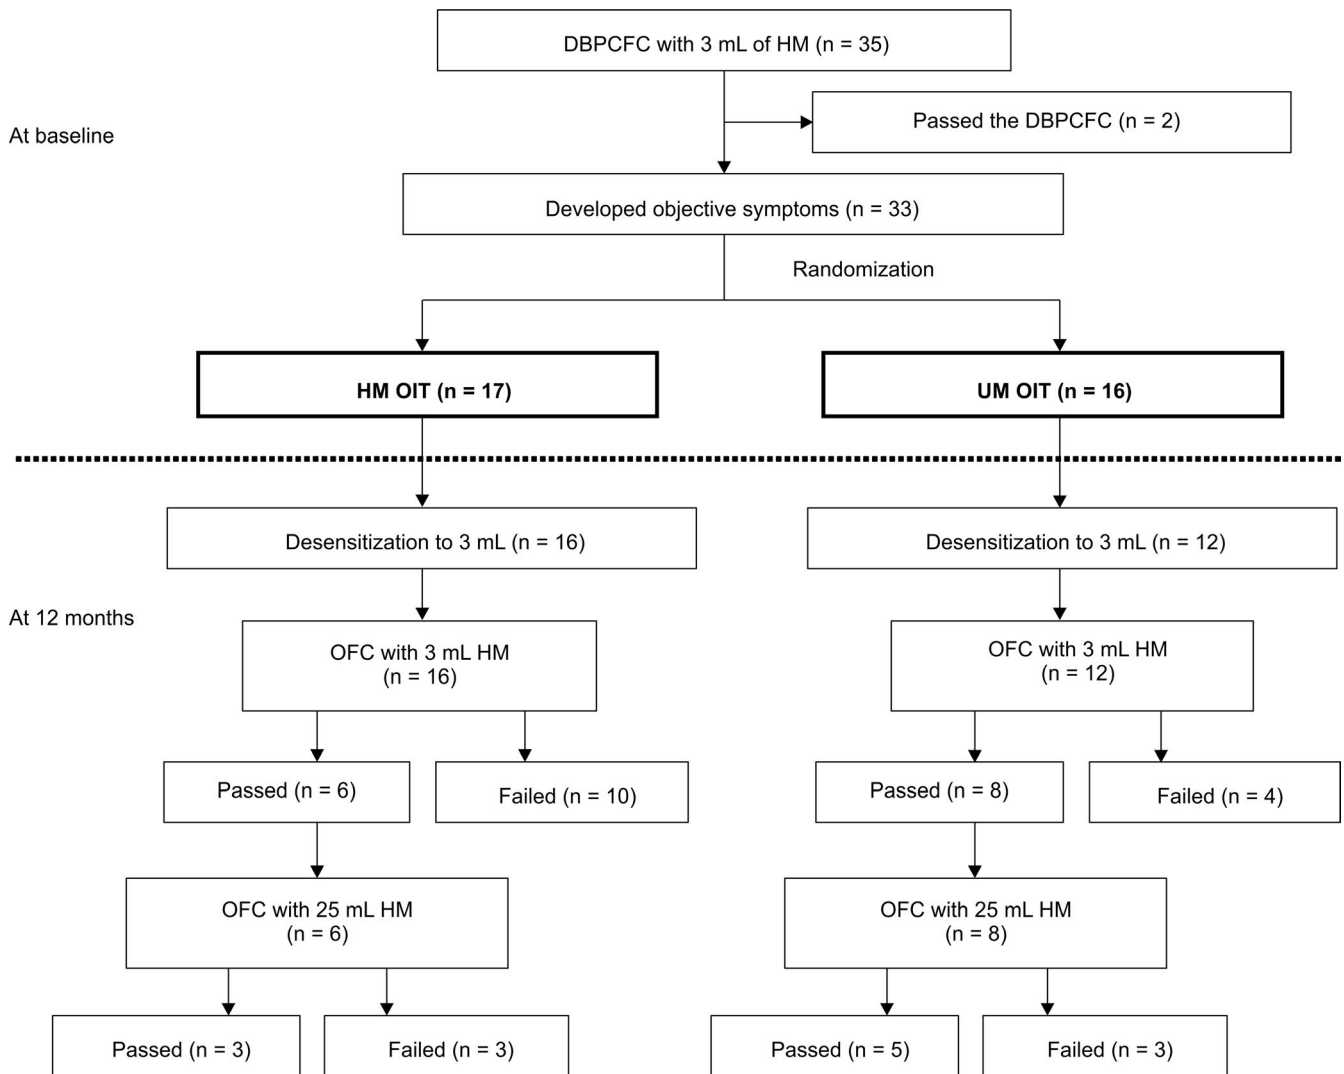 DBPCFC with 3 mL of HM (n = 35)
At baseline
Passed the DBPCFC (n = 2)
Developed objective symptoms (n = 33)
Randomization
HM OIT (n = 17)
UM OIT (n = 16)
Desensitization to 3 mL (n = 16)
Desensitization to 3 mL (n = 12)
At 12 months
OFC with 3 mL HM
(n = 16)
OFC with 3 mL HM
(n = 12)
Passed (n = 6)
Failed (n = 10)
Passed (n = 8)
Failed (n = 4)
OFC with 25 mL HM
(n = 6)
OFC with 25 mL HM
(n = 8)
Passed (n = 3)
Failed (n = 3)
Passed (n = 5)
Failed (n = 3)